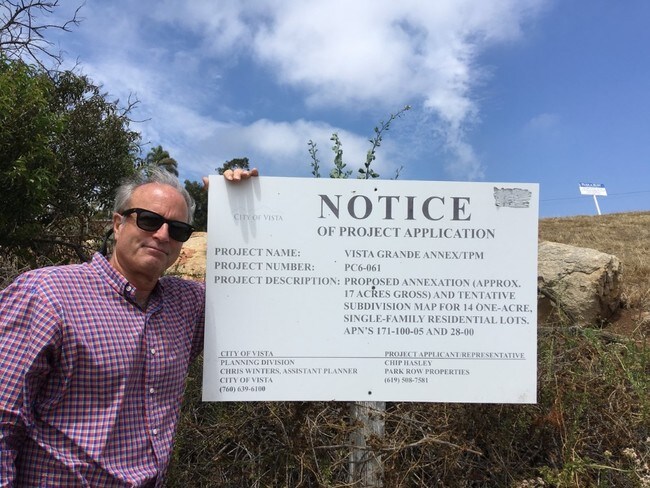 CITY OF VISTA
NOTICE
OF PROJECT APPLICATION
PROJECT NAME: VISTA GRANDE ANNEX/TPM
PROJECT NUMBER: PC6-061
PROJECT DESCRIPTION: PROPOSED ANNEXATION (APPROX.
17 ACRES GROSS) AND TENTATIVE
SUBDIVISION MAP FOR 14 ONE-ACRE,
SINGLE-FAMILY RESIDENTIAL LOTS.
APN'S 171-100-05 AND 28-00
CITY OF VISTA
PLANNING DIVISION
CHRIS WINTERS, ASSISTANT PLANNER
CITY OF VISTA
(760) 639-6100
PROJECT APPLICANT/REPRESENTATIVE
CHIP HASLEY
PARK ROW PROPERTIES
(619) 508-7581